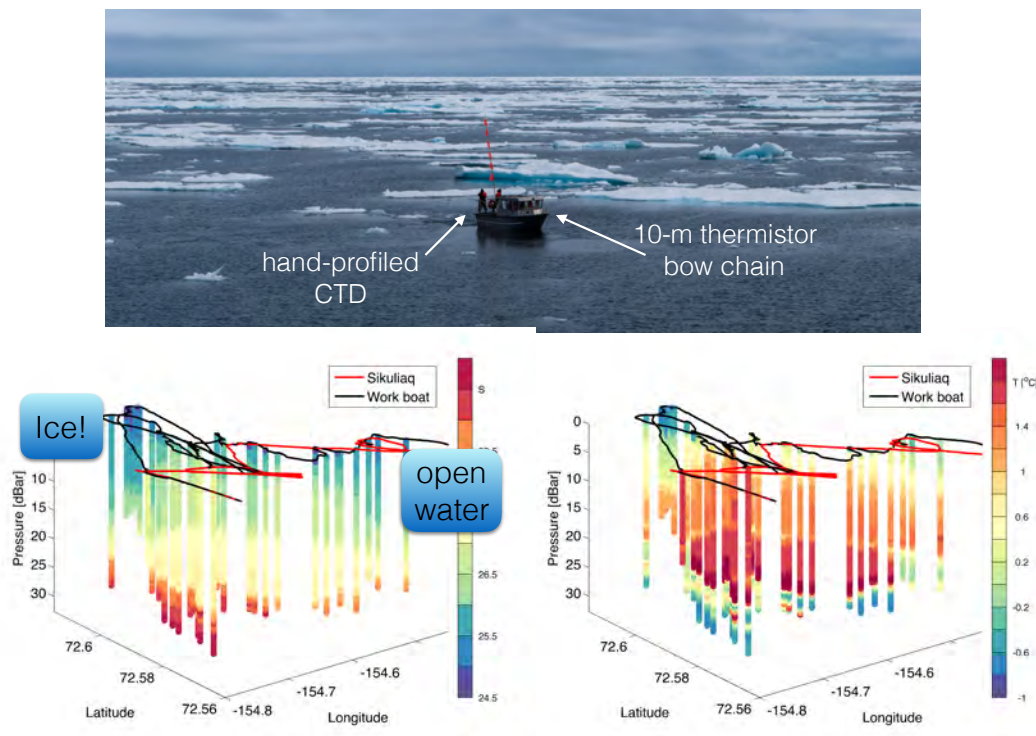 hand-profiled
CTD
10-m thermistor
bow chain
Sikuliaq
Work boat
Ice!
open
water
S
26.5
25.5
24.5
Pressure [dBar]
10
15
20
25
30
72.6
72.58
72.56
Latitude
-154.8
-154.7
-154.6
Longitude
Sikuliaq
Work boat
T [°C]
1.4
1
0.6
0.2
-0.2
-0.6
-1
Pressure [dBar]
0
5
10
15
20
25
30
72.6
72.58
72.56
Latitude
-154.8
-154.7
-154.6
Longitude